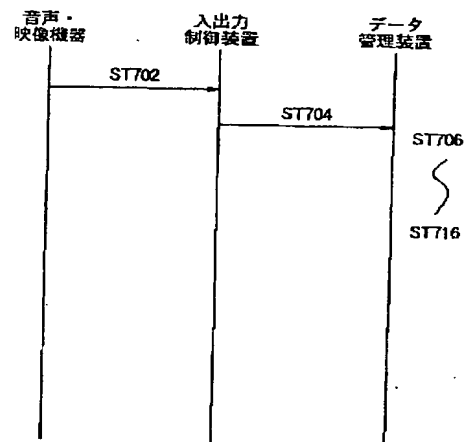 音声・
映像機器
入出力
制御装置
データ
管理装置
ST702
ST704
ST706
ST716